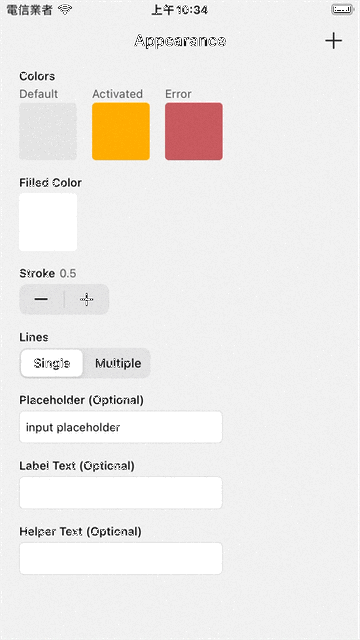 電信業者 上午10:34
Appearance
Colors
Default Activated Error
Filled Color
Stroke 0.5
Lines
Single Multiple
Placeholder (Optional)
input placeholder
Label Text (Optional)
Helper Text (Optional)